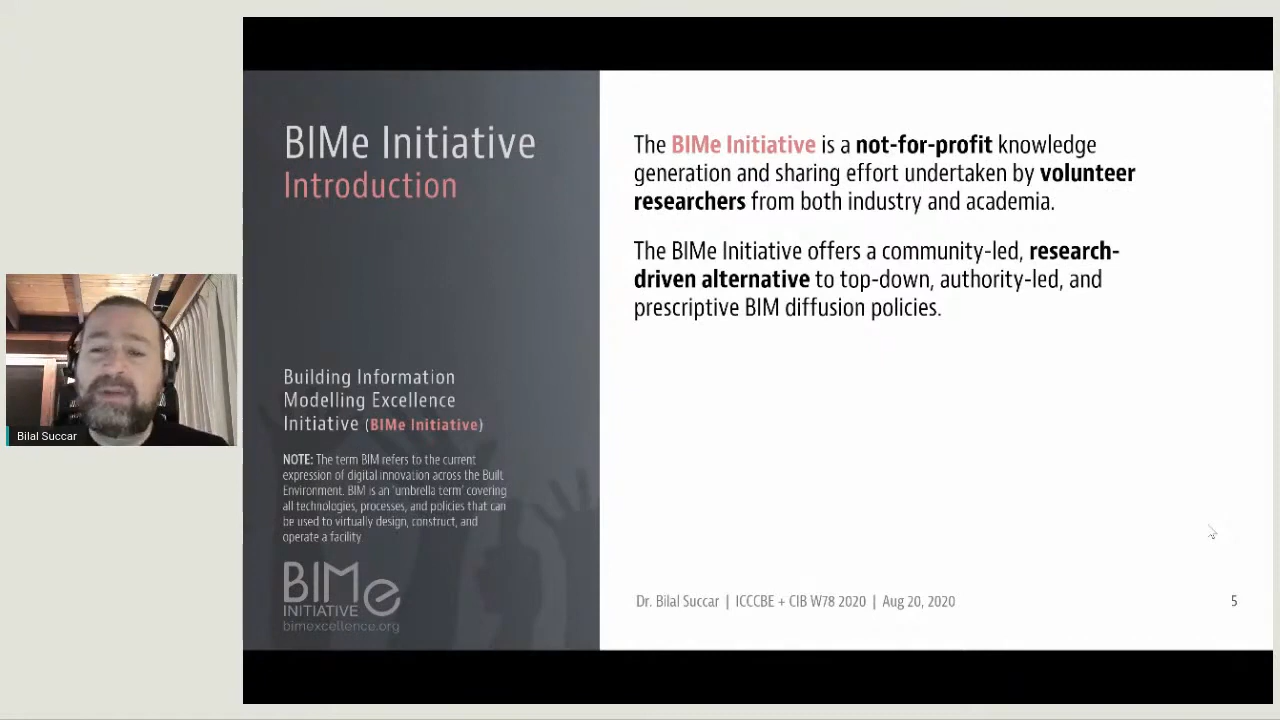 BIMe Initiative
Introduction
Building Information
Modelling Excellence
Initiative (BIMe Initiative)
NOTE: The term BIM refers to the current
expression of digital innovation across the Built
Environment. BIM is an 'umbrella term' covering
all technologies, processes, and policies that can
be used to virtually design, construct, and
operate a facility
BIMe
INITIATIVE
bimexcellence.org
The BIMe Initiative is a not-for-profit knowledge
generation and sharing effort undertaken by volunteer
researchers from both industry and academia.
The BIMe Initiative offers a community-led, research-
driven alternative to top-down, authority-led, and
prescriptive BIM diffusion policies.
Dr. Bilal Succar | ICCCBE + CIB W78 2020 | Aug 20, 2020
5
Bilal Succar